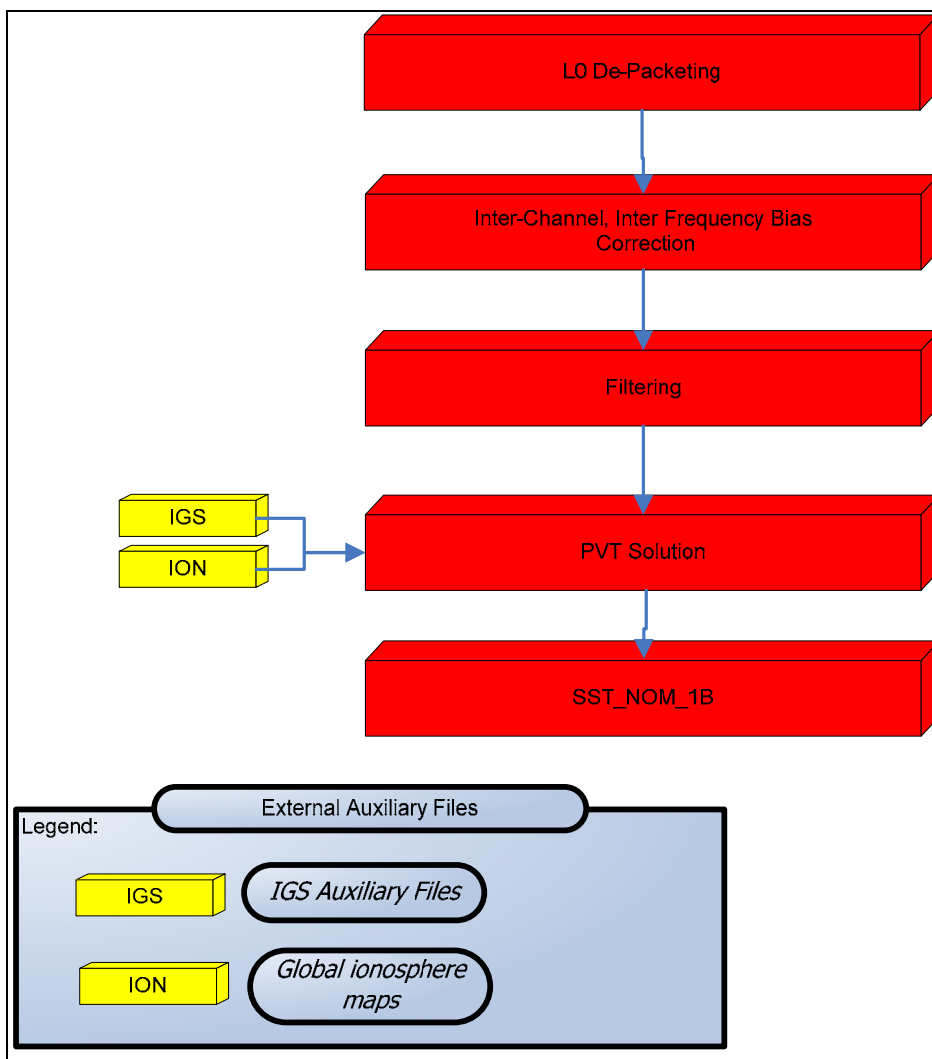 L0 De-Packeting
Inter-Channel, Inter Frequency Bias
Correction
Filtering
IGS
ION
PVT Solution
SST_NOM_1B
External Auxiliary Files
Legend:
IGS
IGS Auxiliary Files
ION
Global ionosphere
maps